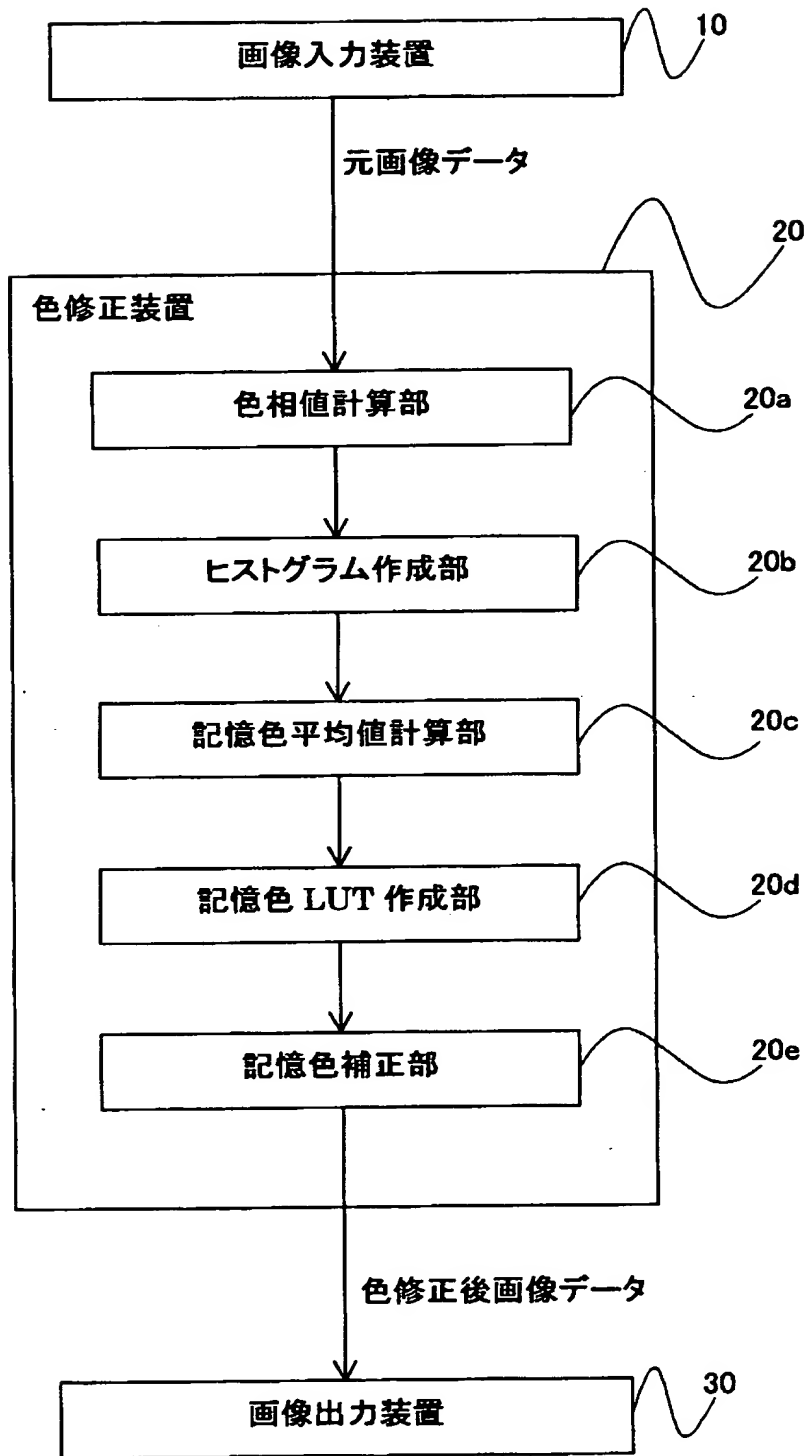 画像入力装置
10
元画像データ
20
色修正装置
色相値計算部
20a
ヒストグラム作成部
20b
記憶色平均値計算部
20c
記憶色 LUT 作成部
20d
記憶色補正部
20e
色修正後画像データ
画像出力装置
30